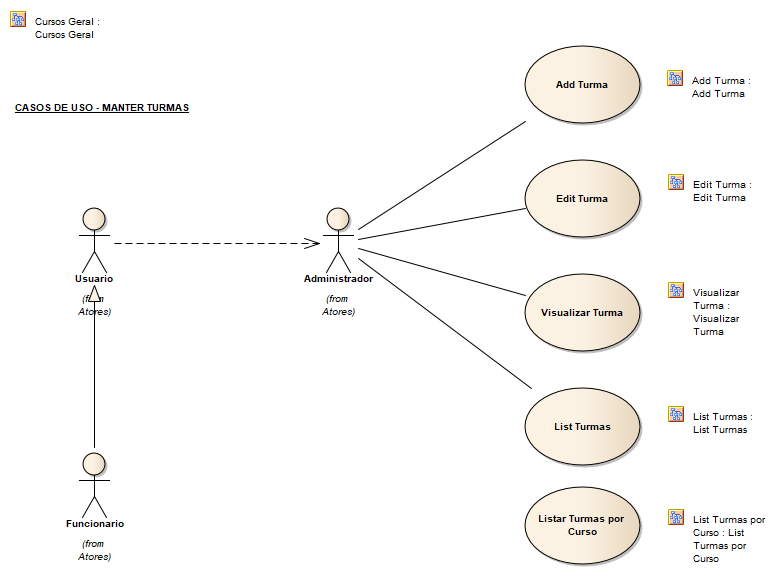 Cursos Geral :
Cursos Geral
CASOS DE USO - MANTER TURMAS
Add Turma
Add Turma :
Add Turma
Edit Turma
Edit Turma :
Edit Turma
Usuario
(from
Atores)
Administrador
(from
Atores)
Visualizar Turma
Visualizar
Turma :
Visualizar
Turma
List Turmas
List Turmas :
List Turmas
Funcionario
(from
Atores)
Listar Turmas por
Curso
List Turmas por
Curso : List
Turmas por
Curso